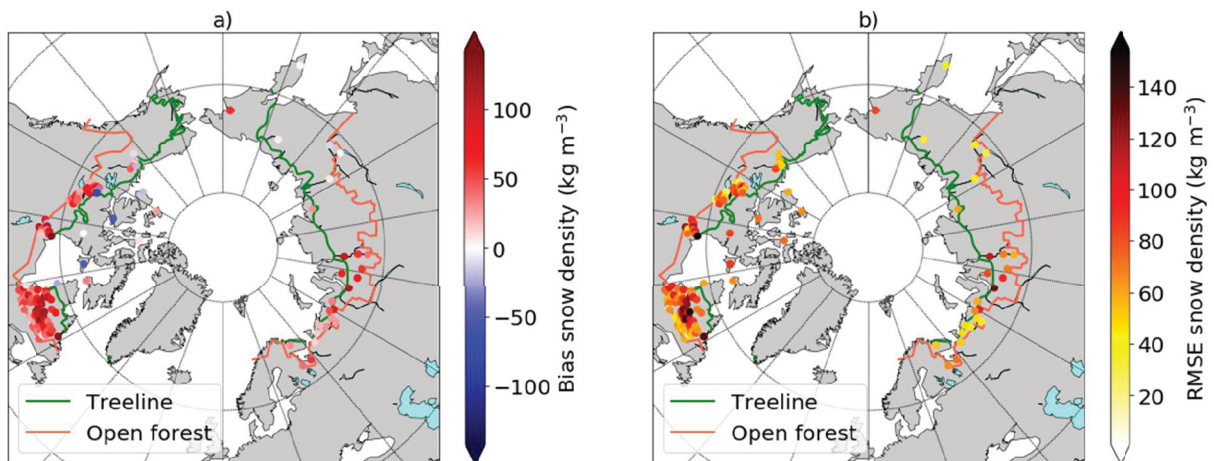 a)
100
50
0
−50
−100
Bias snow density (kg m⁻³)
Treeline
Open forest
b)
140
120
100
80
60
40
20
RMSE snow density (kg m⁻³)
Treeline
Open forest